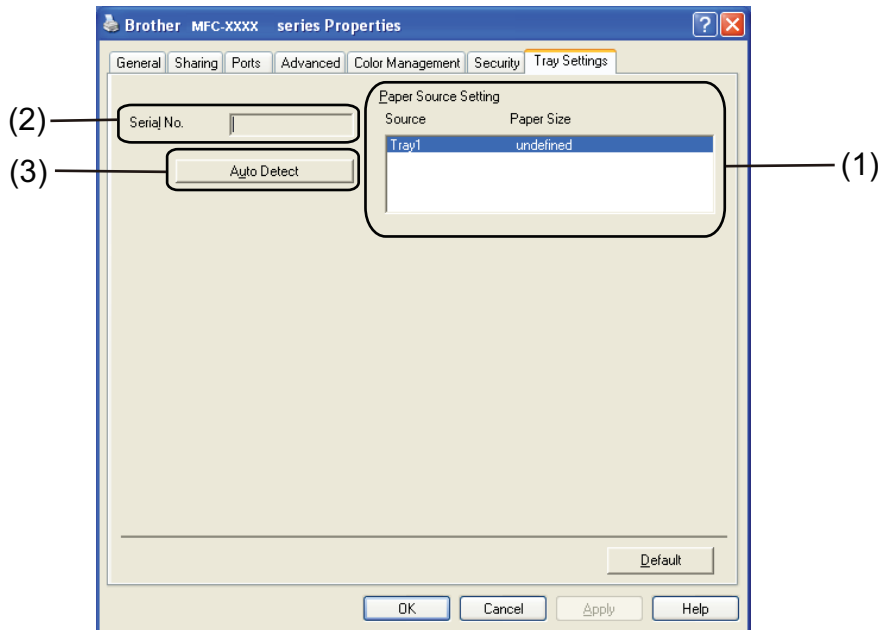 Brother MFC-XXXX series Properties
General Sharing Ports Advanced Color Management Security Tray Settings
(2)
Serial No.
(3)
Auto Detect
Paper Source Setting
Source Paper Size
Tray1 undefined
(1)
Default
OK Cancel Apply Help